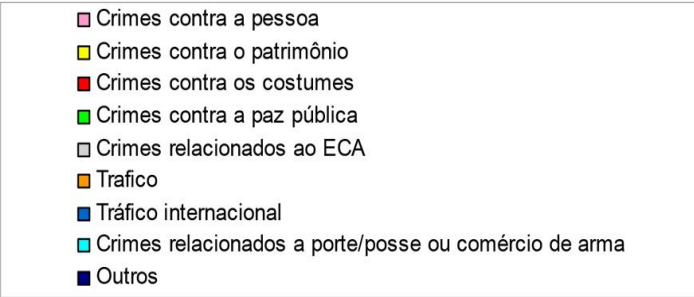 Crimes contra a pessoa
Crimes contra o patrimônio
Crimes contra os costumes
Crimes contra a paz pública
Crimes relacionados ao ECA
Trafico
Tráfico internacional
Crimes relacionados a porte/posse ou comércio de arma
Outros